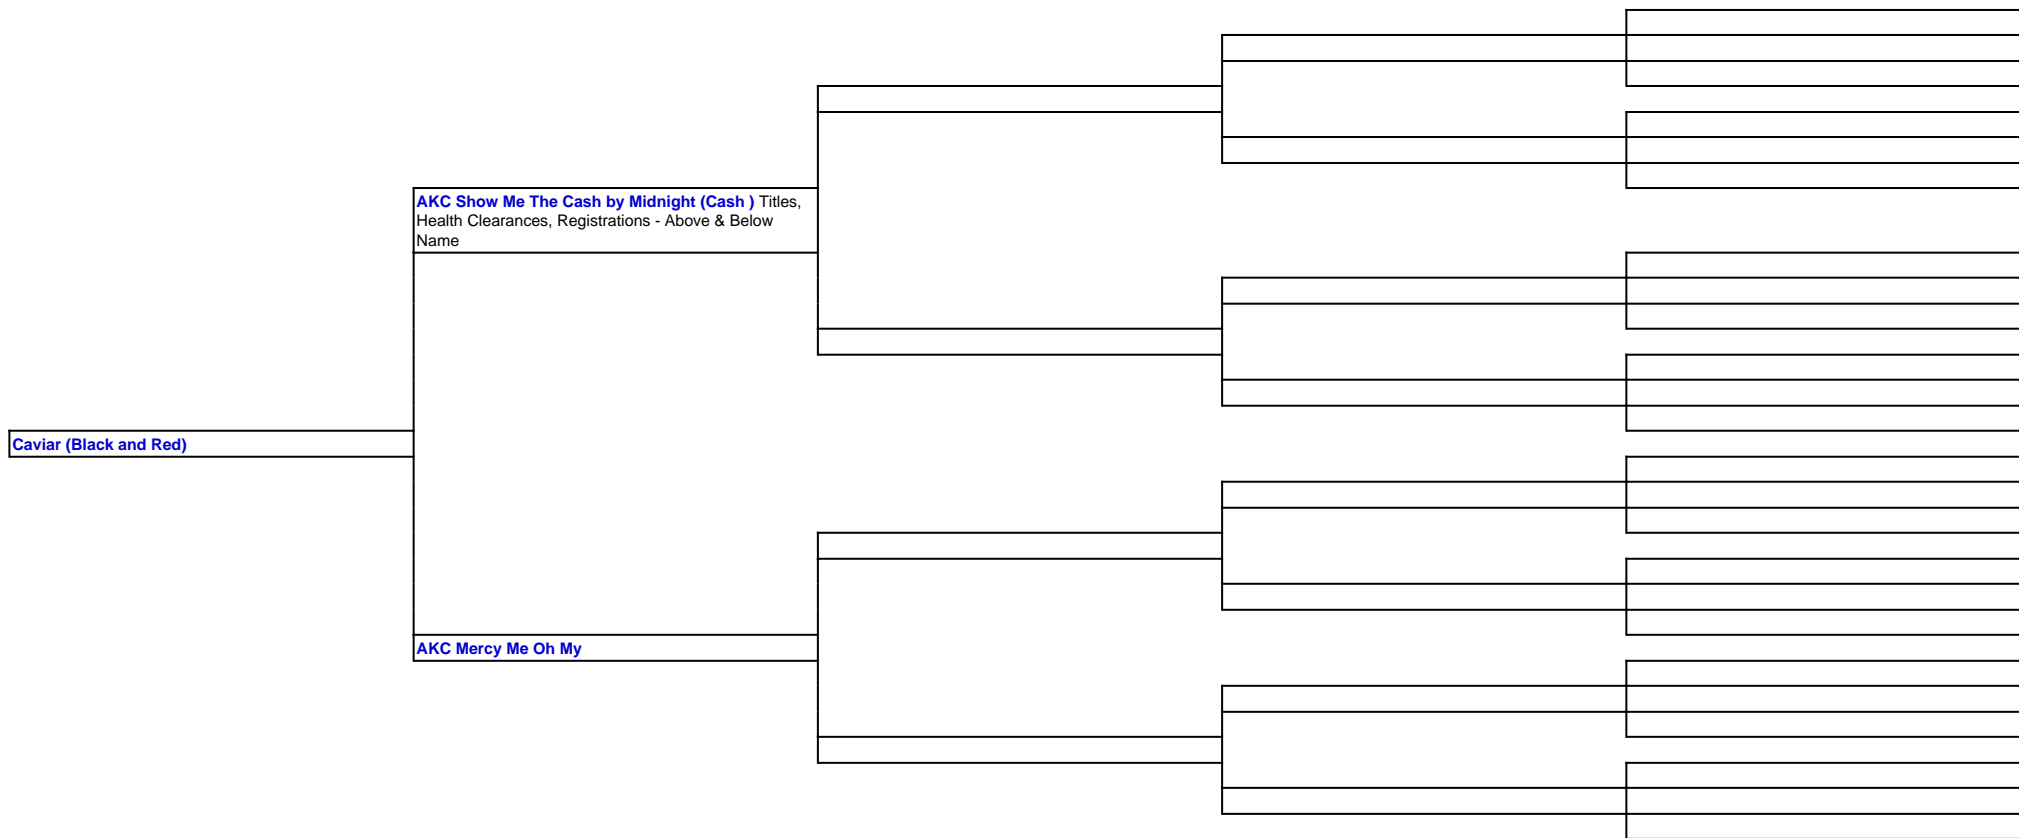 AKC Show Me The Cash by Midnight (Cash ) Titles,
Health Clearances, Registrations - Above & Below
Name
Caviar (Black and Red)
AKC Mercy Me Oh My